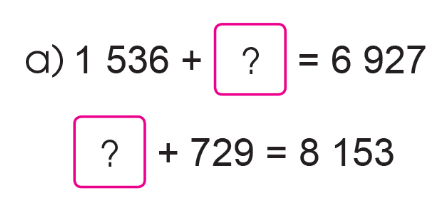 a) 1 536 + ? = 6 927
? + 729 = 8 153